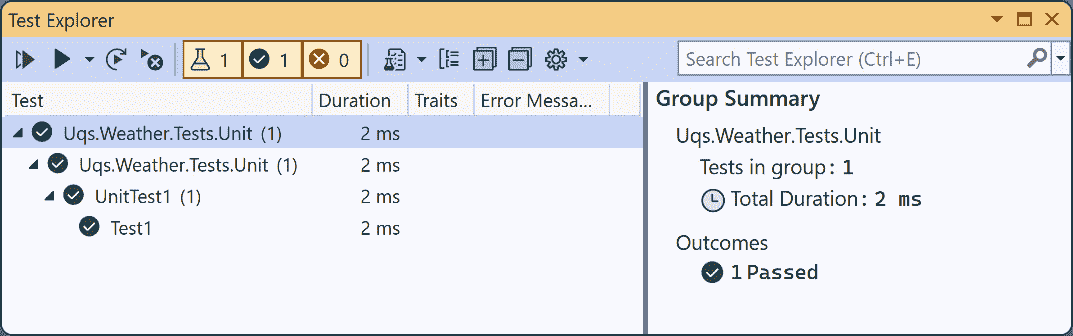 Test Explorer
1 1 0 Search Test Explorer (Ctrl+E)
Test Duration Traits Error Messa...
Uqs.Weather.Tests.Unit (1) 2 ms
Uqs.Weather.Tests.Unit (1) 2 ms
UnitTest1 (1) 2 ms
Test1 2 ms
Group Summary
Uqs.Weather.Tests.Unit
Tests in group: 1
Total Duration: 2 ms
Outcomes
1 Passed